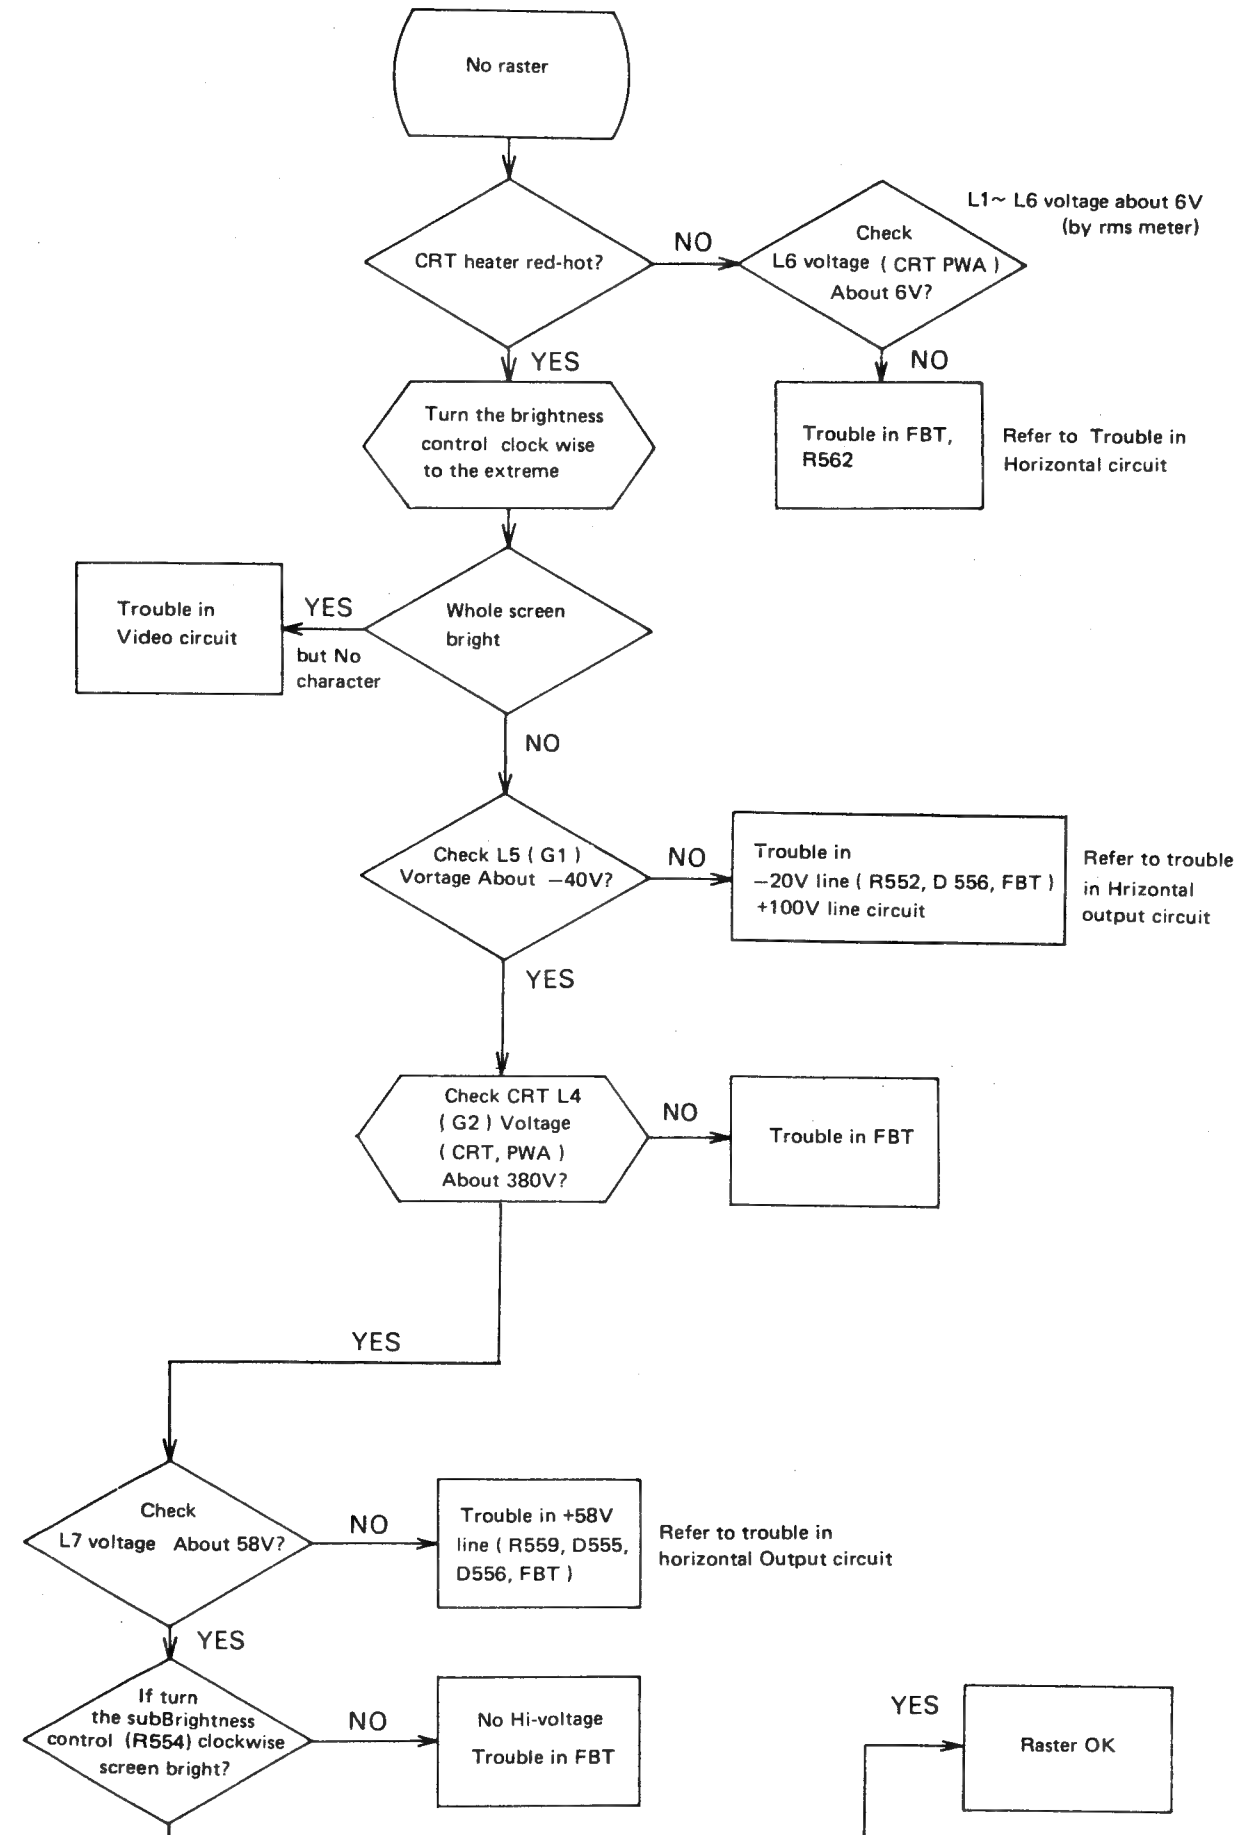 No raster
CRT heater red-hot?
NO
L1~ L6 voltage about 6V
(by rms meter)
Check
L6 voltage ( CRT PWA )
About 6V?
YES
NO
Turn the brightness
control clock wise
to the extreme
Trouble in FBT,
R562
Refer to Trouble in
Horizontal circuit
Trouble in
Video circuit
YES
but No
character
Whole screen
bright
NO
Check L5 ( G1 )
Vortage About —40V?
NO
Trouble in
—20V line ( R552, D 556, FBT )
+100V line circuit
Refer to trouble
in Hrizontal
output circuit
YES
Check CRT L4
( G2 ) Voltage
( CRT, PWA )
About 380V?
NO
Trouble in FBT
YES
Check
L7 voltage About 58V?
NO
Trouble in +58V
line ( R559, D555,
D556, FBT )
Refer to trouble in
horizontal Output circuit
YES
If turn
the subBrightness
control (R554) clockwise
screen bright?
NO
No Hi-voltage
Trouble in FBT
YES
Raster OK